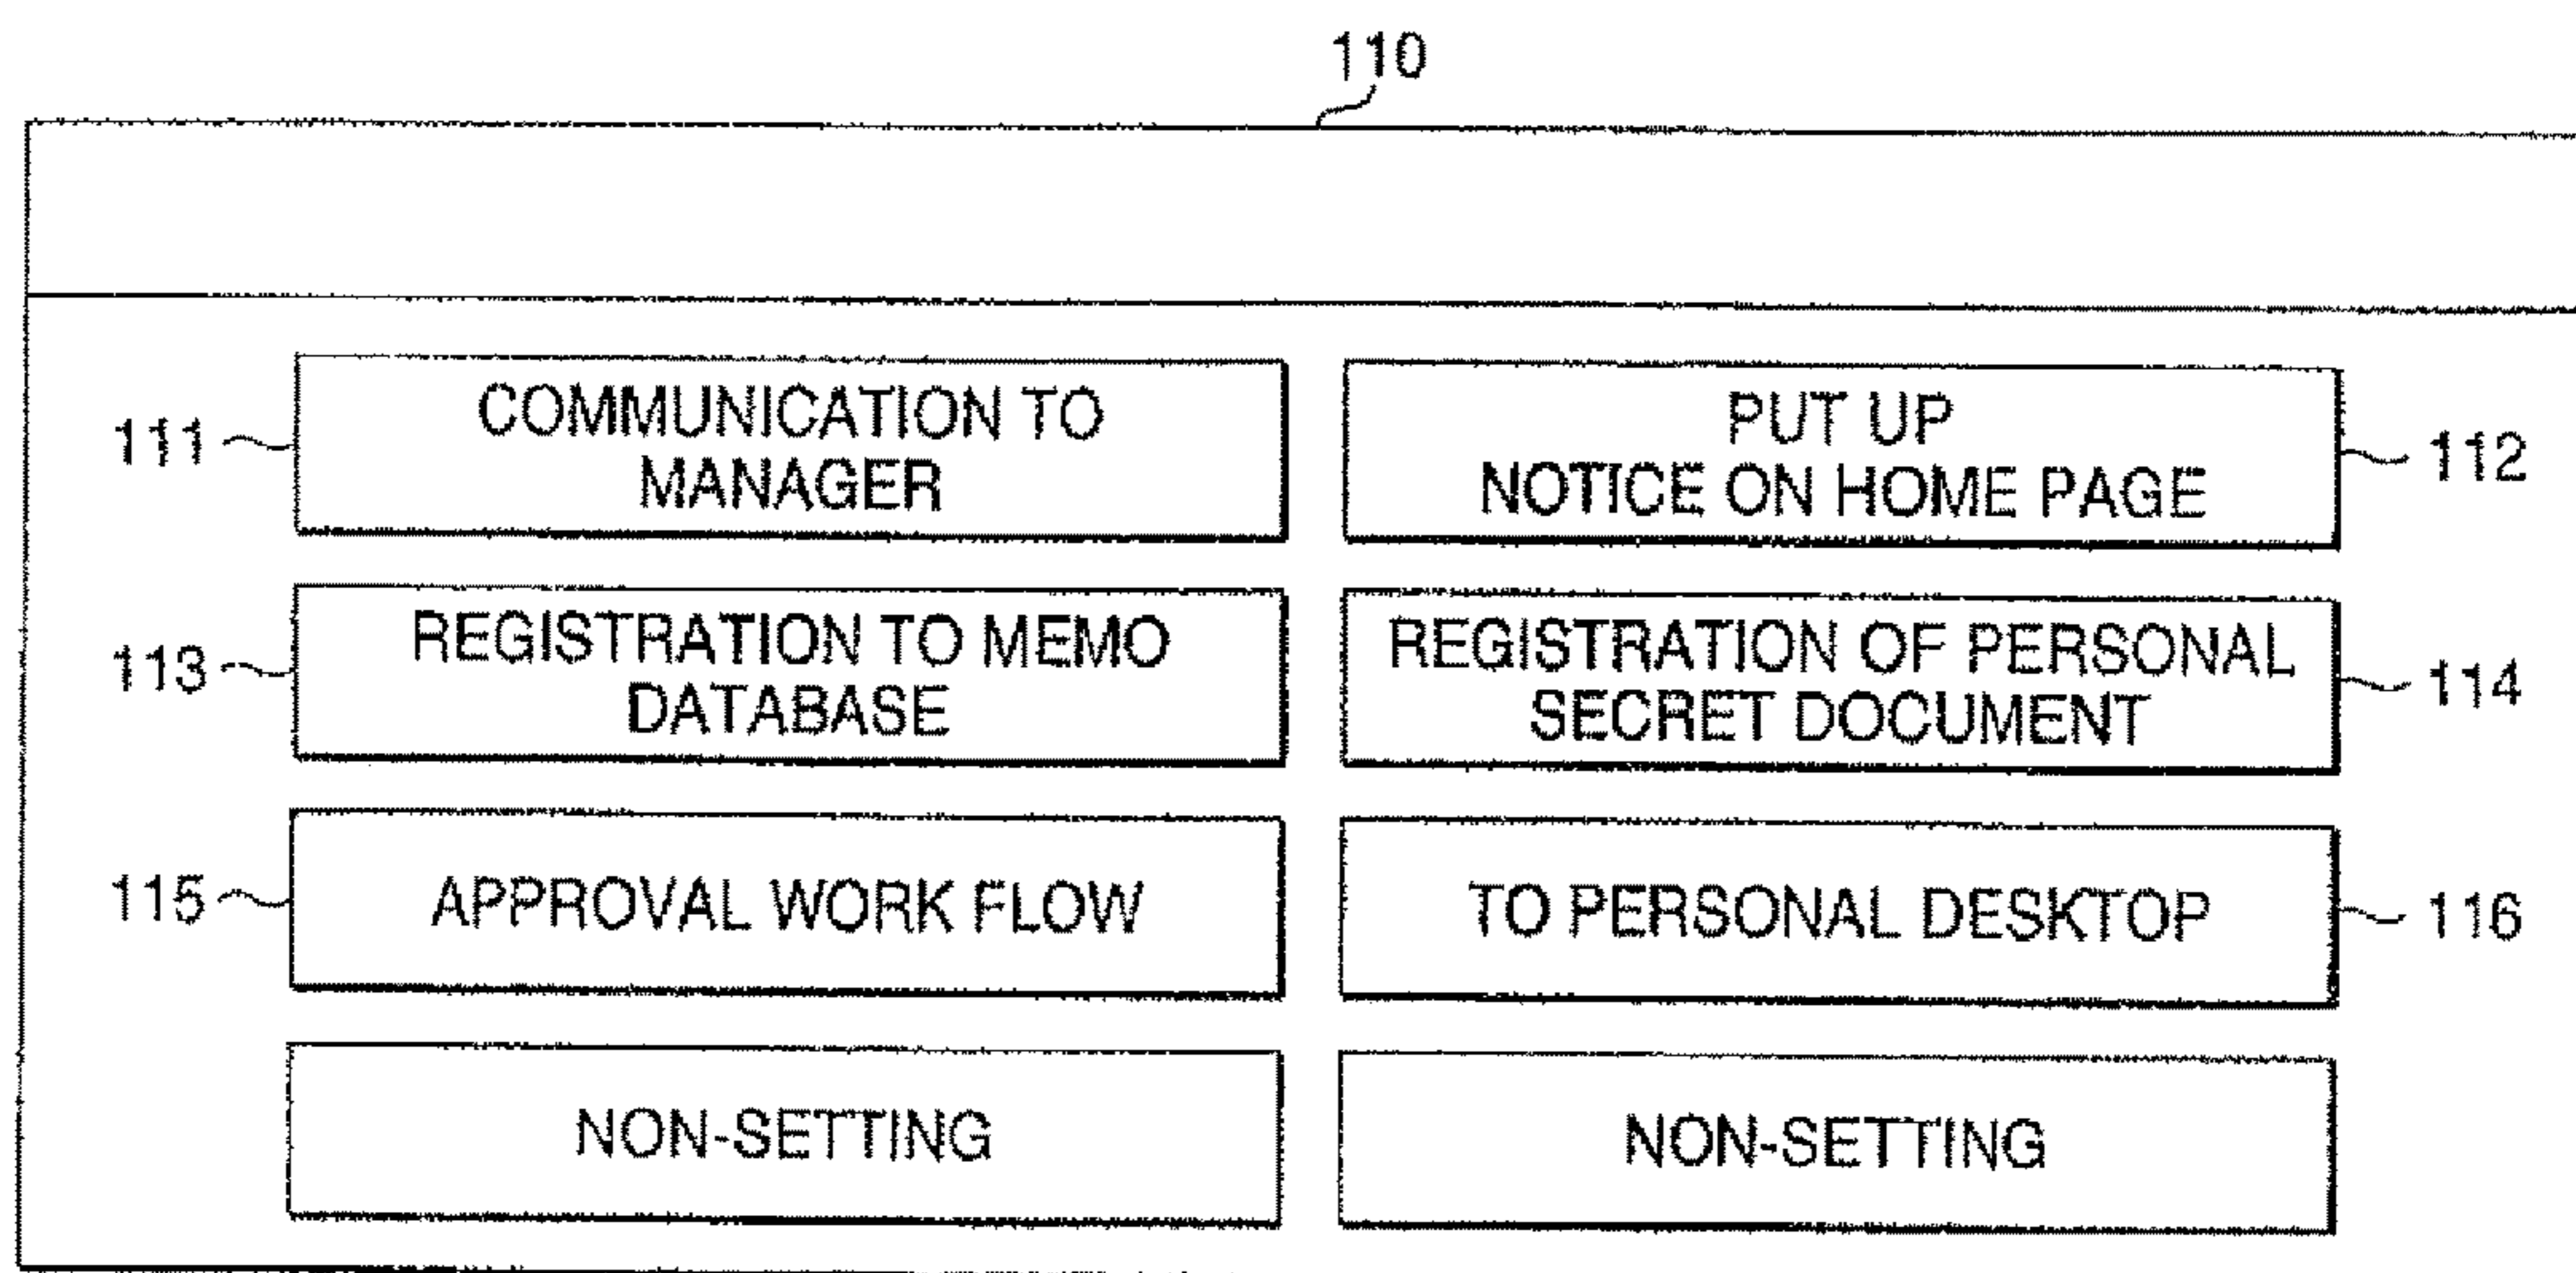 110
111
COMMUNICATION TO
MANAGER
PUT UP
NOTICE ON HOME PAGE
112
113
REGISTRATION TO MEMO
DATABASE
REGISTRATION OF PERSONAL
SECRET DOCUMENT
114
115
APPROVAL WORK FLOW
TO PERSONAL DESKTOP
116
NON-SETTING
NON-SETTING